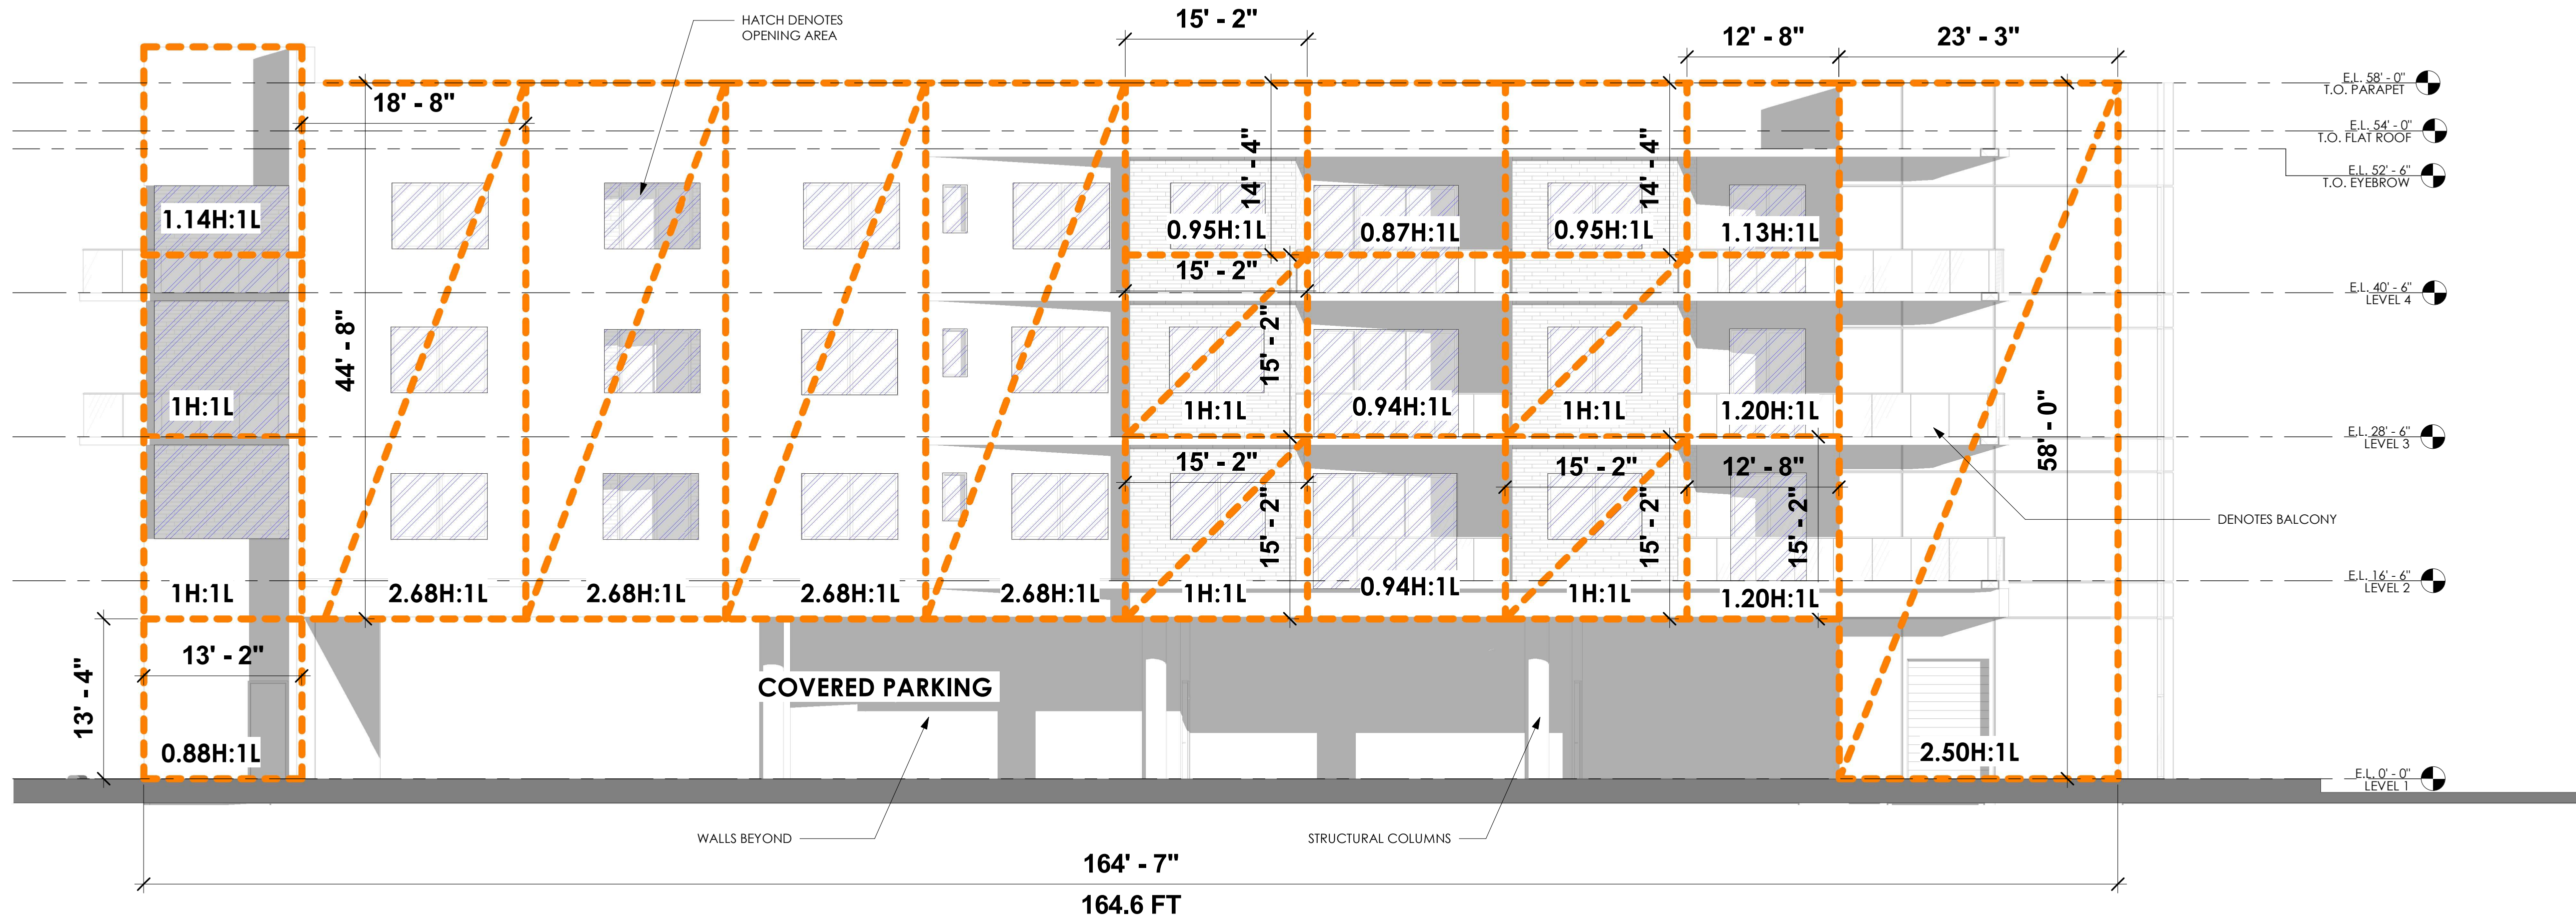 HATCH DENOTES
OPENING AREA
15' - 2"
12' - 8"
23' - 3"
18' - 8"
E.L. 58' - 0"
T.O. PARAPET
E.L. 54' - 0"
T.O. FLAT ROOF
E.L. 52' - 6"
T.O. EYEBROW
14' - 4"
14' - 4"
1.14H:1L
0.95H:1L
0.87H:1L
0.95H:1L
1.13H:1L
15' - 2"
E.L. 40' - 6"
LEVEL 4
44' - 8"
15' - 2"
1H:1L
1H:1L
0.94H:1L
1H:1L
1.20H:1L
58' - 0"
E.L. 28' - 6"
LEVEL 3
15' - 2"
15' - 2"
12' - 8"
15' - 2"
15' - 2"
15' - 2"
DENOTES BALCONY
E.L. 16' - 6"
LEVEL 2
1H:1L
2.68H:1L
2.68H:1L
2.68H:1L
2.68H:1L
1H:1L
0.94H:1L
1H:1L
1.20H:1L
13' - 2"
13' - 4"
COVERED PARKING
0.88H:1L
2.50H:1L
E.L. 0' - 0"
LEVEL 1
WALLS BEYOND
STRUCTURAL COLUMNS
164' - 7"
164.6 FT